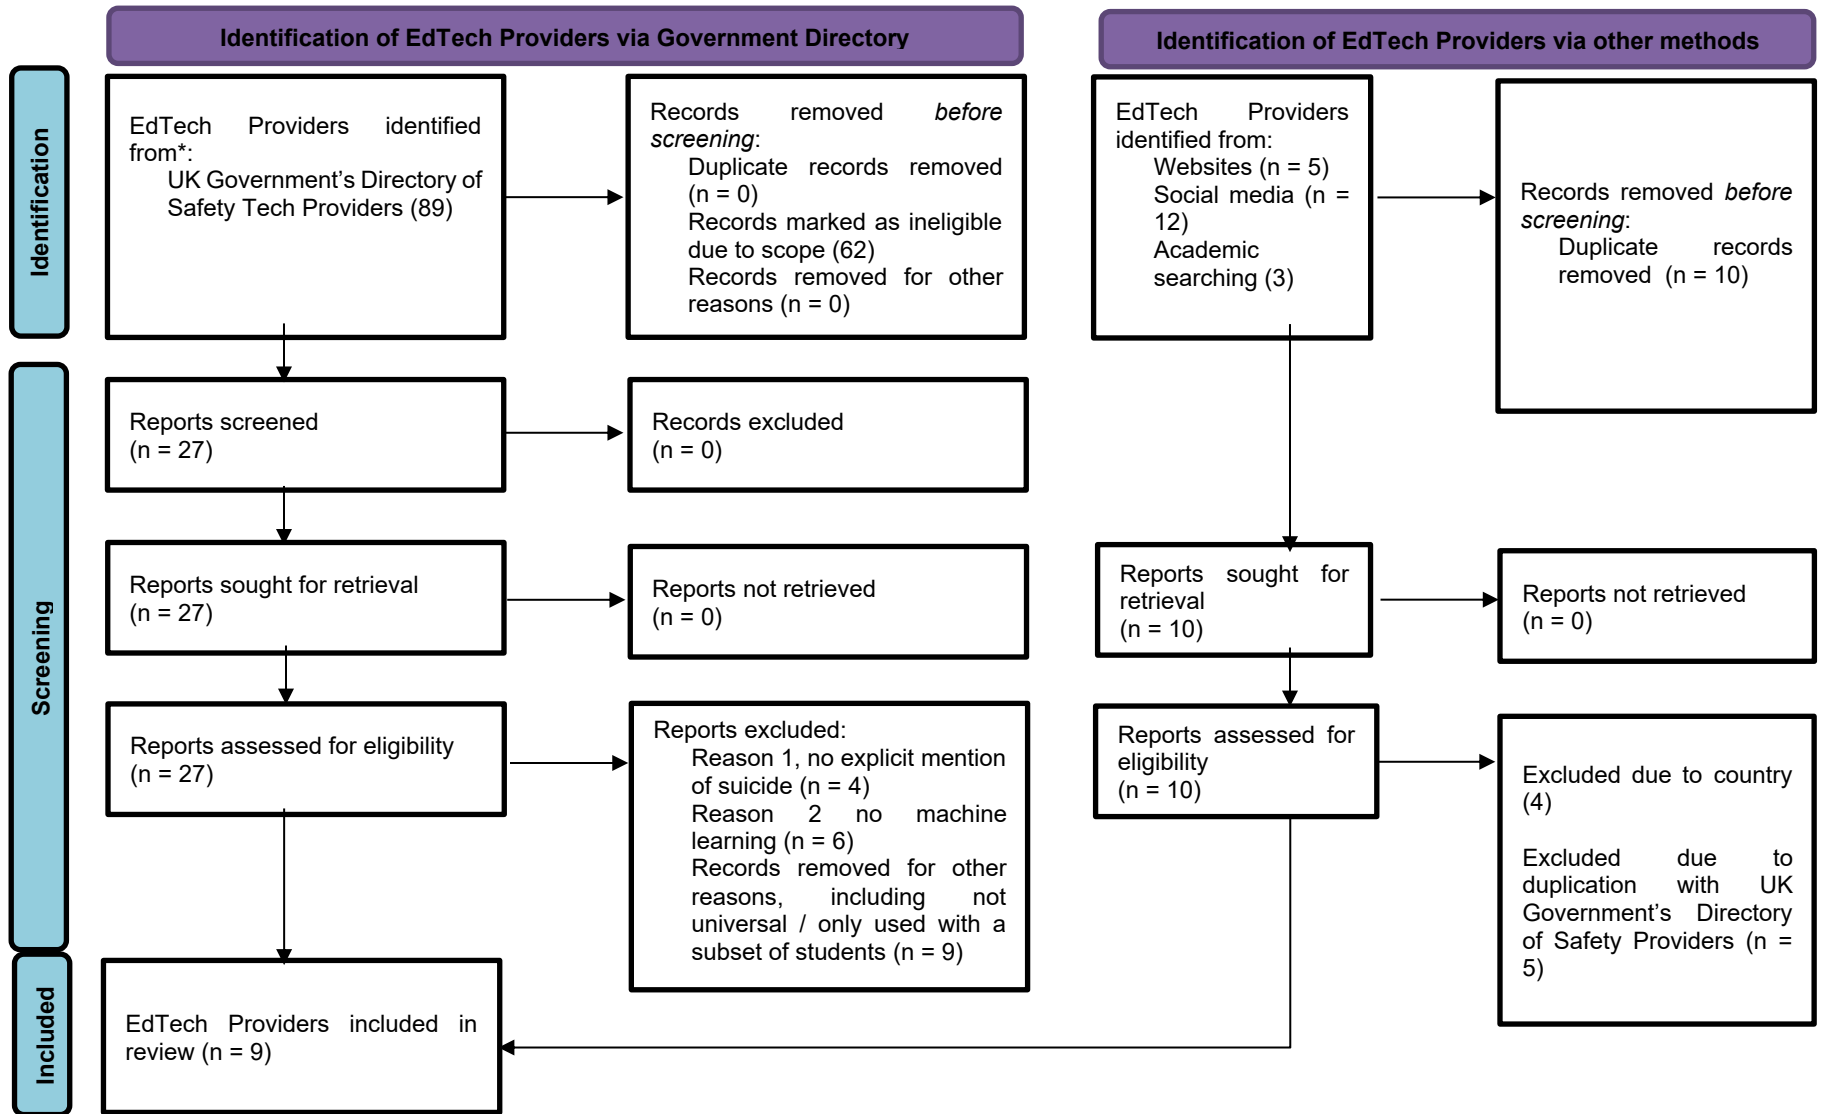 Identification of EdTech Providers via Government Directory
Identification of EdTech Providers via other methods
Identification
EdTech Providers identified
from*:
UK Government's Directory of
Safety Tech Providers (89)
Records removed before
screening:
Duplicate records removed
(n = 0)
Records marked as ineligible
due to scope (62)
Records removed for other
reasons (n = 0)
EdTech Providers
identified from:
Websites (n = 5)
Social media (n =
12)
Academic
searching (3)
Records removed before
screening:
Duplicate records
removed (n = 10)
Screening
Reports screened
(n = 27)
Records excluded
(n = 0)
Reports sought for retrieval
(n = 27)
Reports not retrieved
(n = 0)
Reports sought for
retrieval
(n = 10)
Reports not retrieved
(n = 0)
Reports assessed for eligibility
(n = 27)
Reports excluded:
Reason 1, no explicit mention
of suicide (n = 4)
Reason 2 no machine
learning (n = 6)
Records removed for other
reasons, including not
universal / only used with a
subset of students (n = 9)
Reports assessed for
eligibility
(n = 10)
Excluded due to country
(4)
Excluded due to
duplication with UK
Government's Directory
of Safety Providers (n =
5)
Included
EdTech Providers included in
review (n = 9)